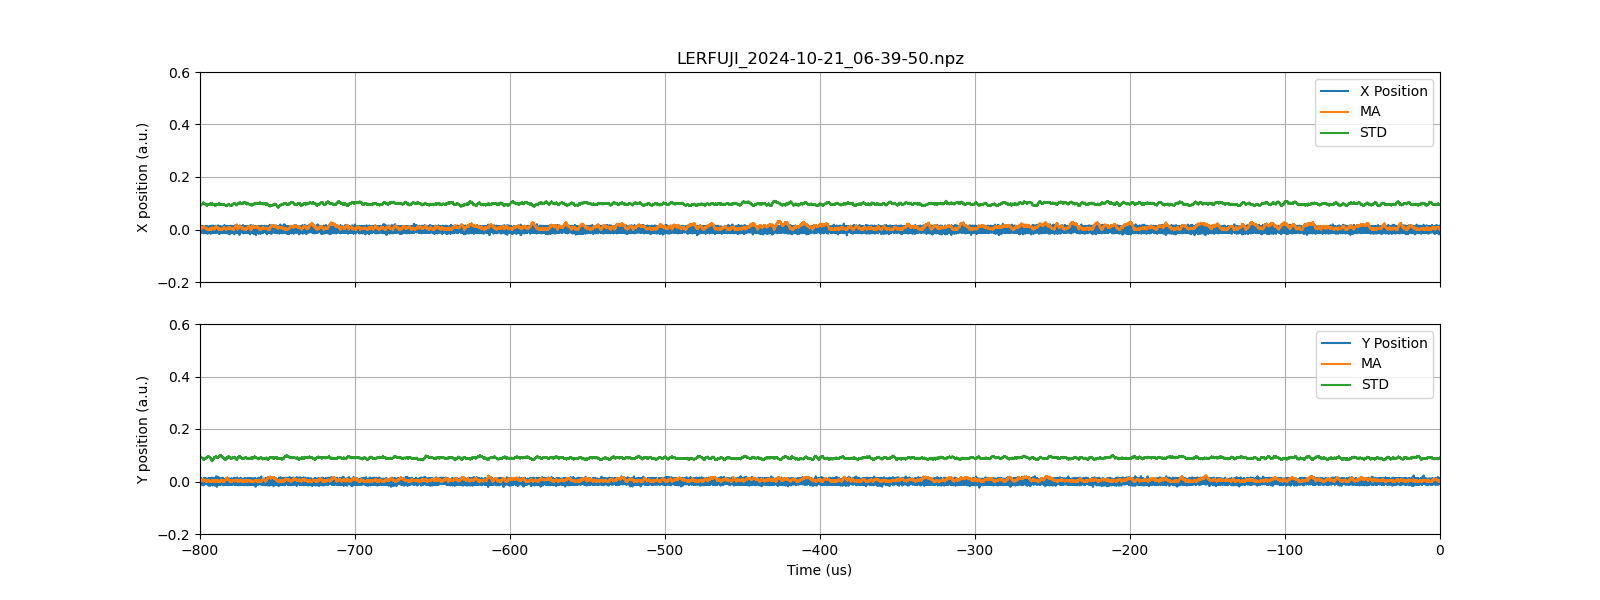 LERFUJI_2024-10-21_06-39-50.npz
0.6
0.4
0.2
0.0
−0.2
X position (a.u.)
X Position
MA
STD
0.6
0.4
0.2
0.0
−0.2
Y position (a.u.)
Y Position
MA
STD
−800 −700 −600 −500 −400 −300 −200 −100 0
Time (us)